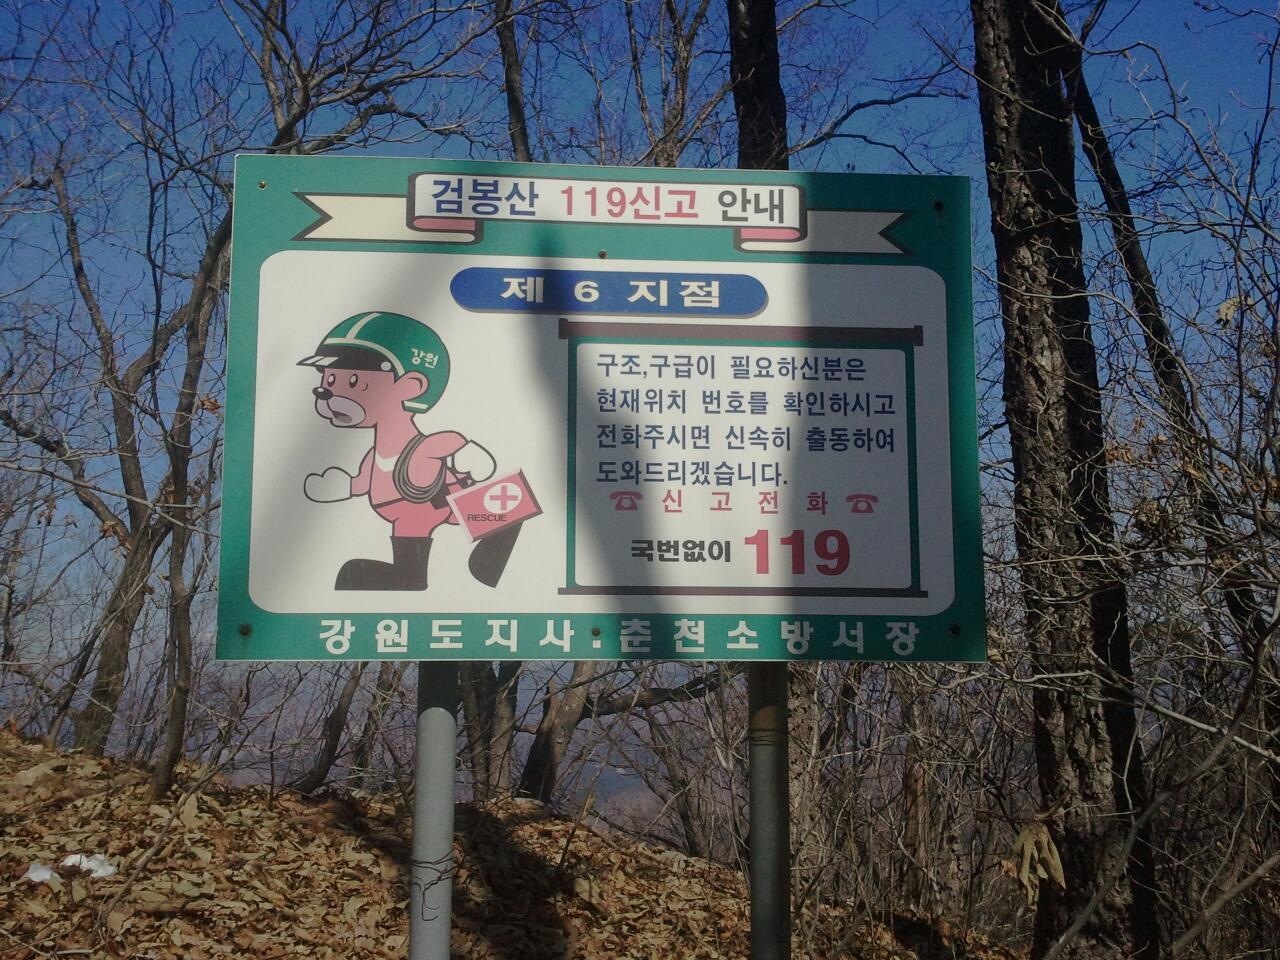 검봉산 119신고 안내
제 6 지점
강원
구조,구급이 필요하신분은
현재위치 번호를 확인하시고
전화주시면 신속히 출동하여
도와드리겠습니다.
☎ 신 고 전 화 ☎
국번없이 119
RESCUE
강원도지사:춘천소방서장